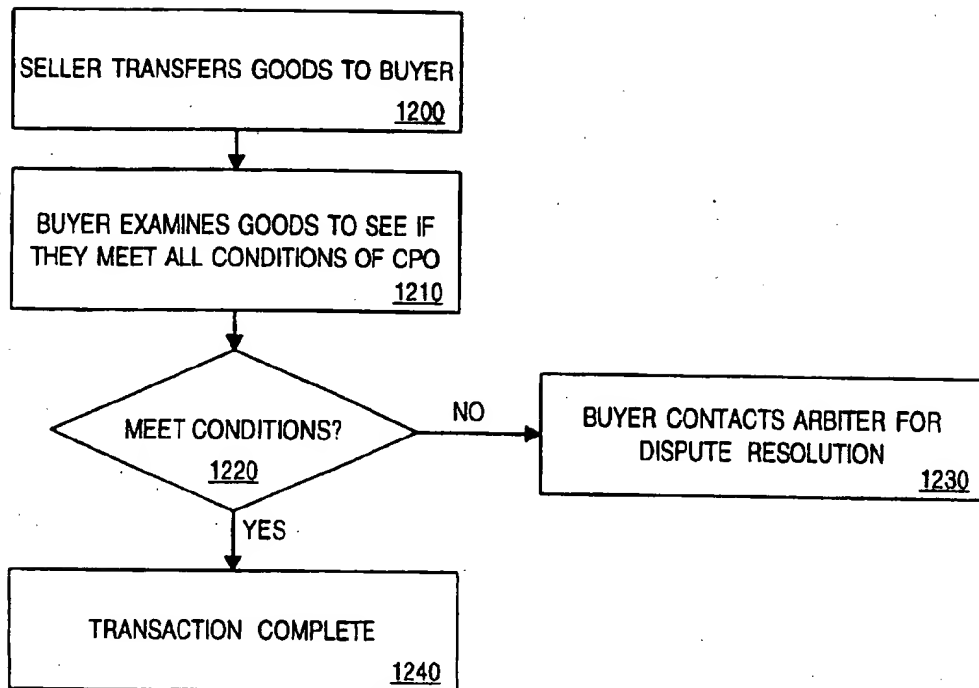 SELLER TRANSFERS GOODS TO BUYER
1200
BUYER EXAMINES GOODS TO SEE IF
THEY MEET ALL CONDITIONS OF CPO
1210
MEET CONDITIONS?
1220
NO
BUYER CONTACTS ARBITER FOR
DISPUTE RESOLUTION
1230
YES
TRANSACTION COMPLETE
1240